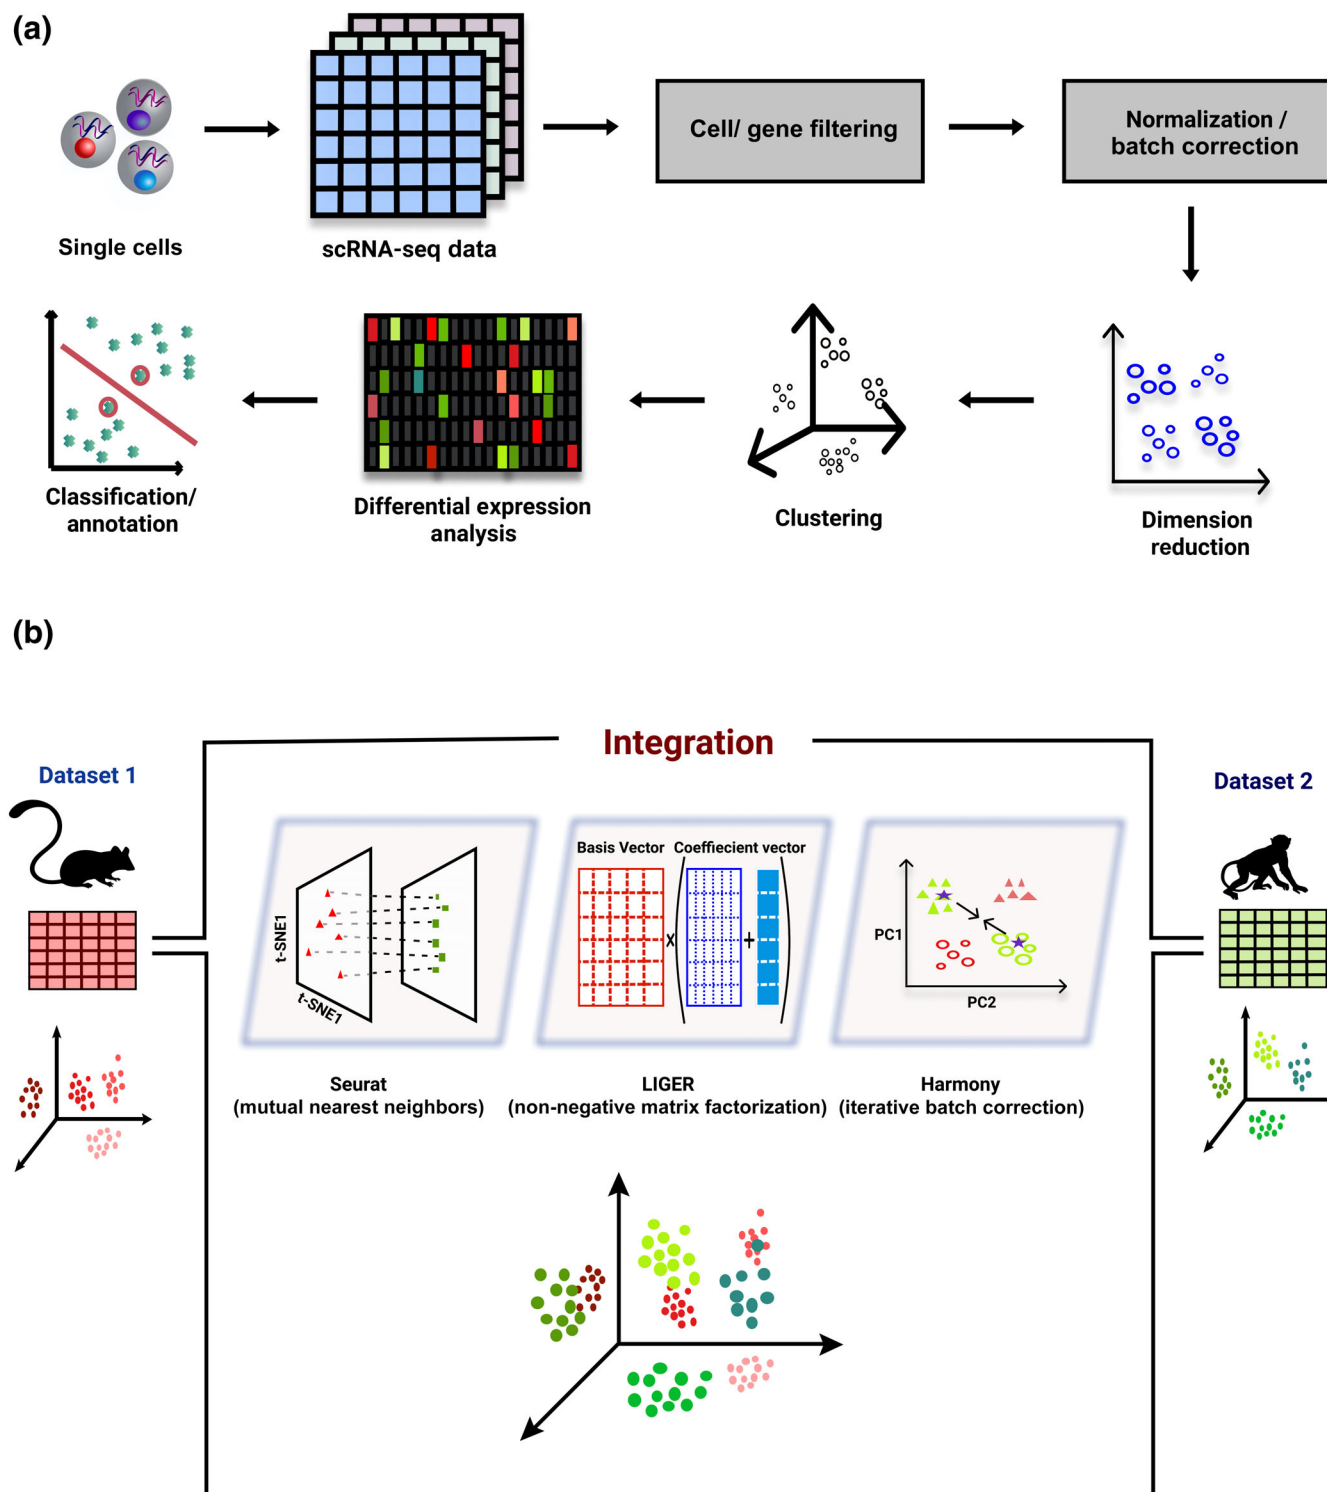 (a)
Single cells
scRNA-seq data
Cell/ gene filtering
Normalization /
batch correction
Classification/
annotation
Differential expression
analysis
Clustering
Dimension
reduction
(b)
Integration
Dataset 1
Dataset 2
t-SNE1
t-SNE1
Basis Vector
Coeffiecient vector
x
+
PC1
PC2
Seurat
(mutual nearest neighbors)
LIGER
(non-negative matrix factorization)
Harmony
(iterative batch correction)